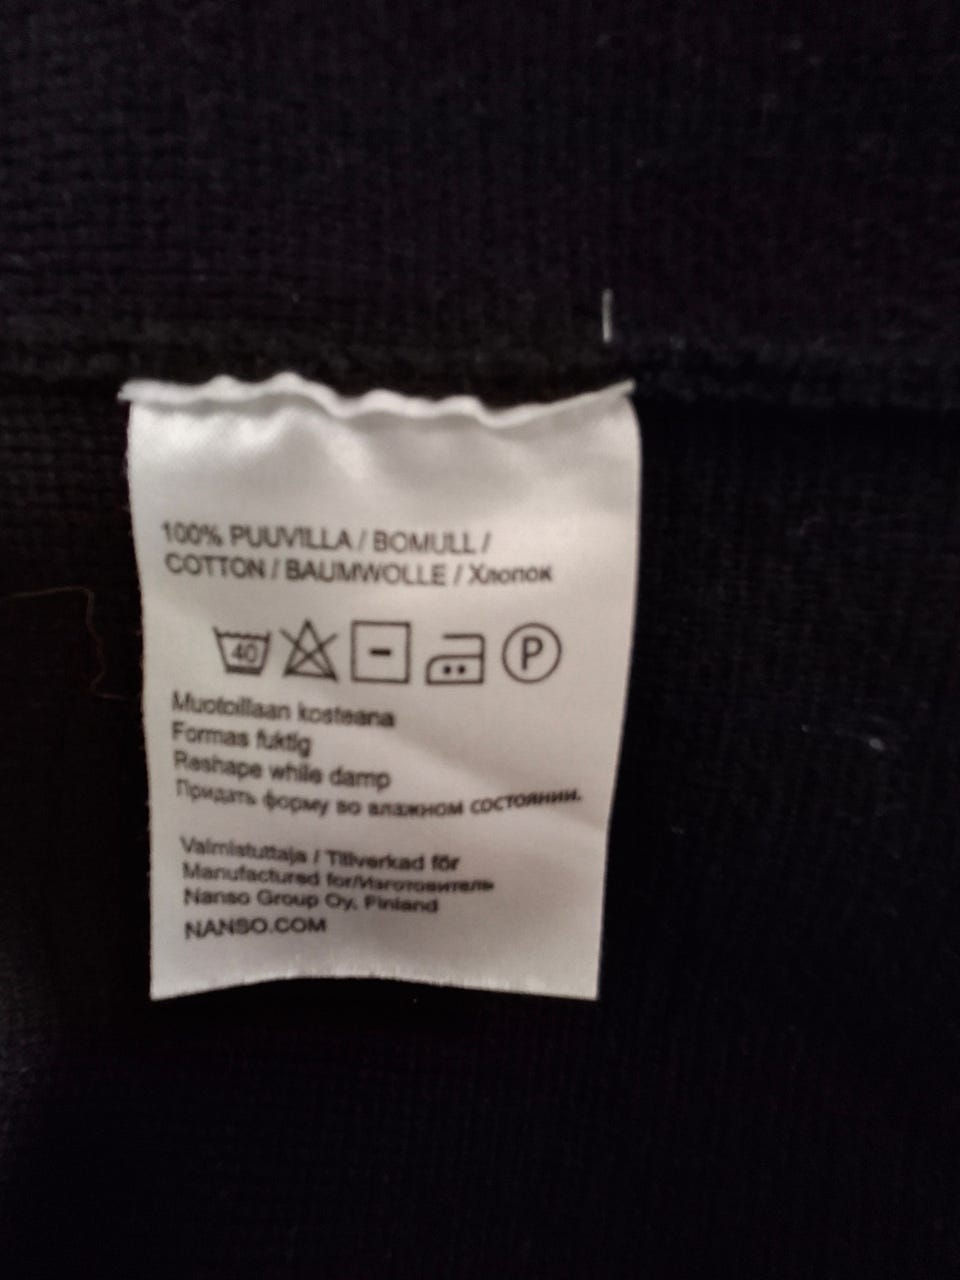 100% PUUVILLA / BOMULL /
COTTON / BAUMWOLLE / Хлопок
40 P
Muotoillaan kosteana
Formas fuktig
Reshape while damp
Придать форму во влажном состоянии.
Valmistuttaja / Tillverkad för
Manufactured for/Изготовитель
Nanso Group Oy, Finland
NANSO.COM